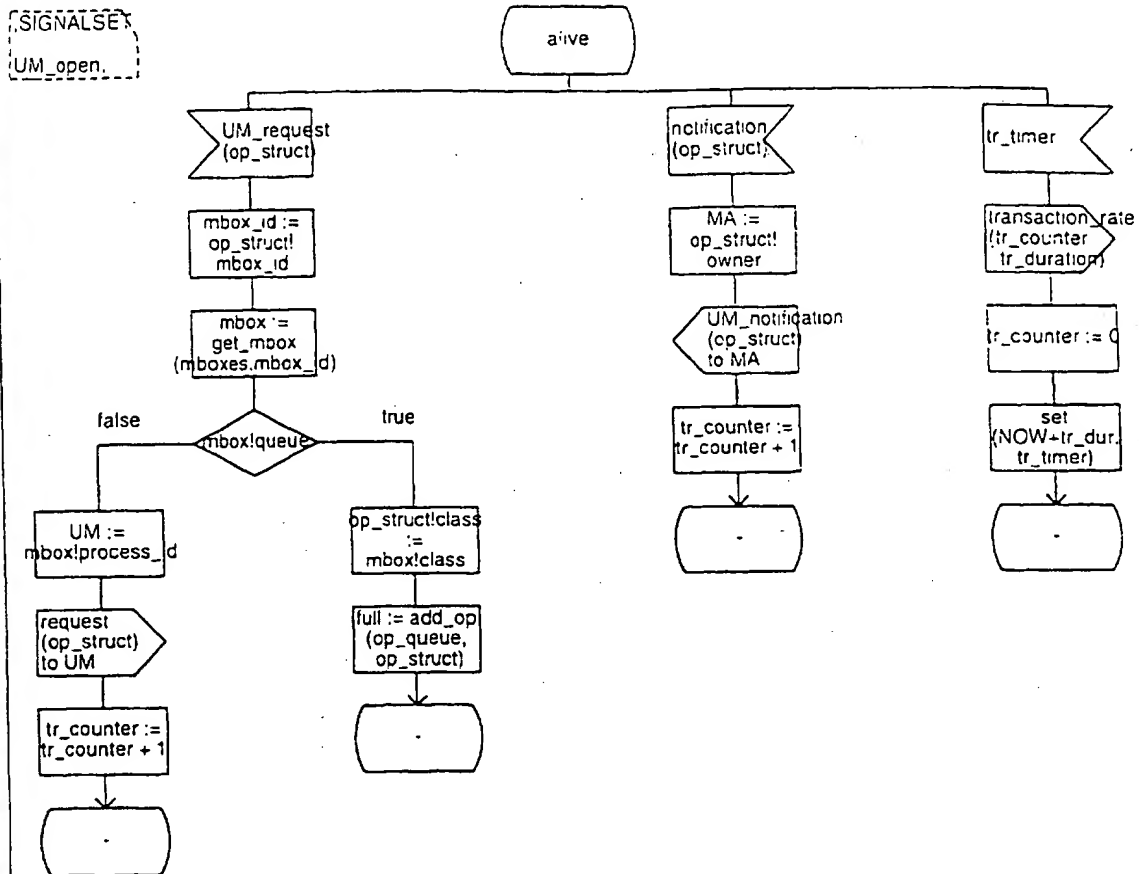 ;SIGNALSET
UM_open,
alive
UM_request
(op_struct)
mbox_id :=
op_struct!
mbox_id
mbox :=
get_mbox
(mboxes,mbox_id)
false
true
mbox!queue
UM :=
mbox!process_id
request
(op_struct)
to UM
tr_counter :=
tr_counter + 1
-
op_struct!class
:=
mbox!class
full := add_op
(op_queue,
op_struct)
-
notification
(op_struct)
MA :=
op_struct!
owner
UM_notification
(op_struct)
to MA
tr_counter :=
tr_counter + 1
-
tr_timer
transaction_rate
(tr_counter
tr_duration)
tr_counter := 0
set
(NOW+tr_dur,
tr_timer)
-